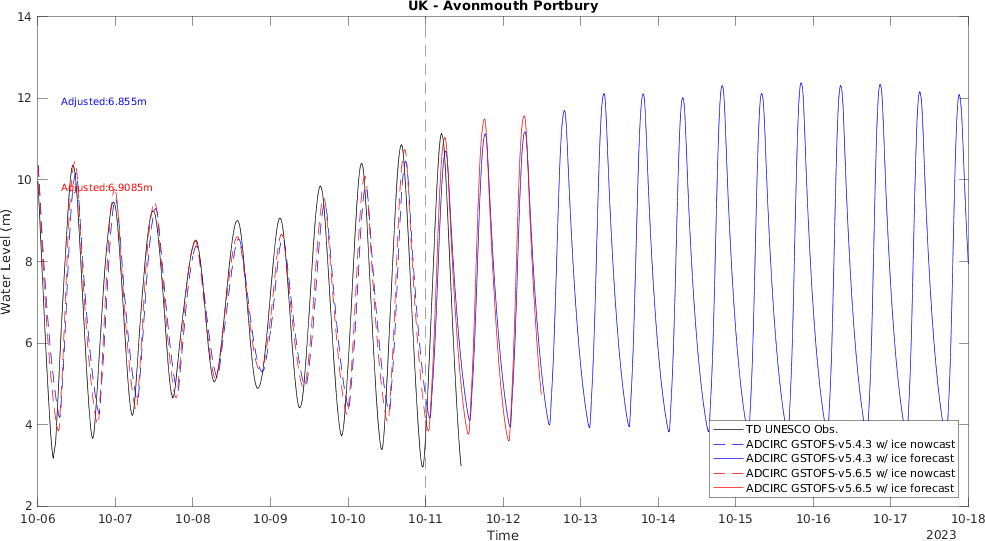 UK - Avonmouth Portbury
14
12
10
8
6
4
2
Water Level (m)
Adjusted:6.855m
Adjusted:6.9085m
TD UNESCO Obs.
ADCIRC GSTOFS-v5.4.3 w/ ice nowcast
ADCIRC GSTOFS-v5.4.3 w/ ice forecast
ADCIRC GSTOFS-v5.6.5 w/ ice nowcast
ADCIRC GSTOFS-v5.6.5 w/ ice forecast
10-06 10-07 10-08 10-09 10-10 10-11 10-12 10-13 10-14 10-15 10-16 10-17 10-18
Time
2023